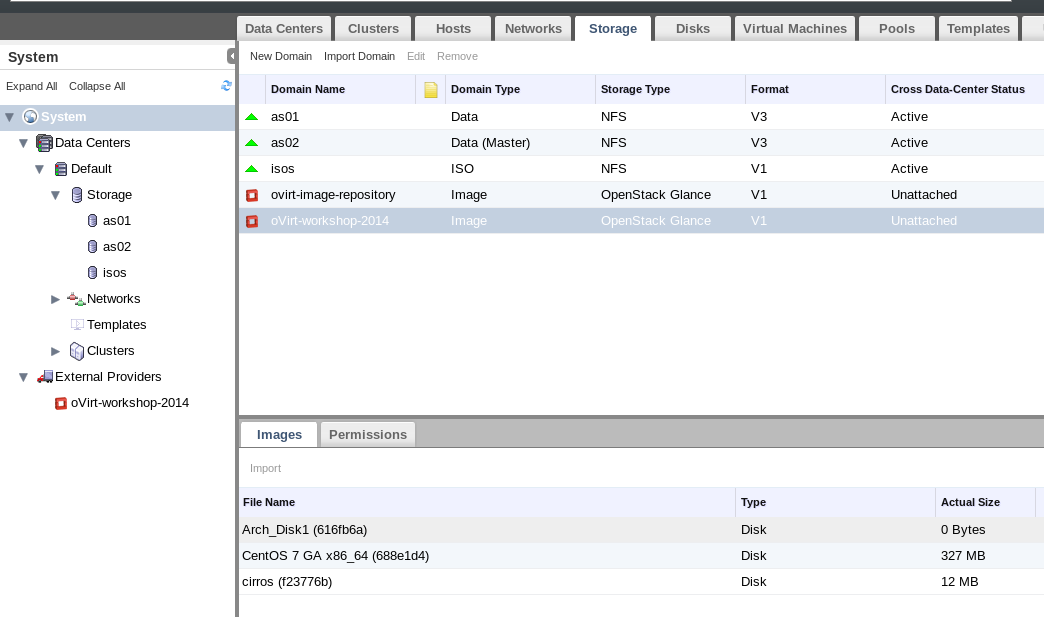 Data Centers Clusters Hosts Networks Storage Disks Virtual Machines Pools Templates
System
Expand All Collapse All
System
Data Centers
Default
Storage
as01
as02
isos
Networks
Templates
Clusters
External Providers
oVirt-workshop-2014
New Domain Import Domain Edit Remove
Domain Name Domain Type Storage Type Format Cross Data-Center Status
as01 Data NFS V3 Active
as02 Data (Master) NFS V3 Active
isos ISO NFS V1 Active
ovirt-image-repository Image OpenStack Glance V1 Unattached
oVirt-workshop-2014 Image OpenStack Glance V1 Unattached
Images Permissions
Import
File Name Type Actual Size
Arch_Disk1 (616fb6a) Disk 0 Bytes
CentOS 7 GA x86_64 (688e1d4) Disk 327 MB
cirros (f23776b) Disk 12 MB